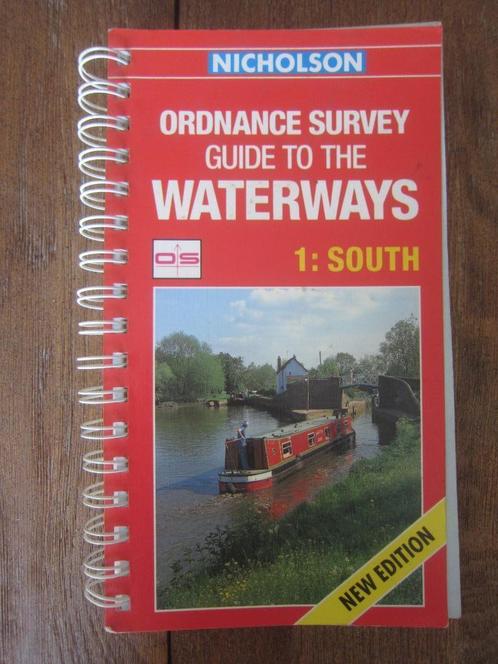 NICHOLSON
ORDNANCE SURVEY
GUIDE TO THE
WATERWAYS
OS
1: SOUTH
NEW EDITION